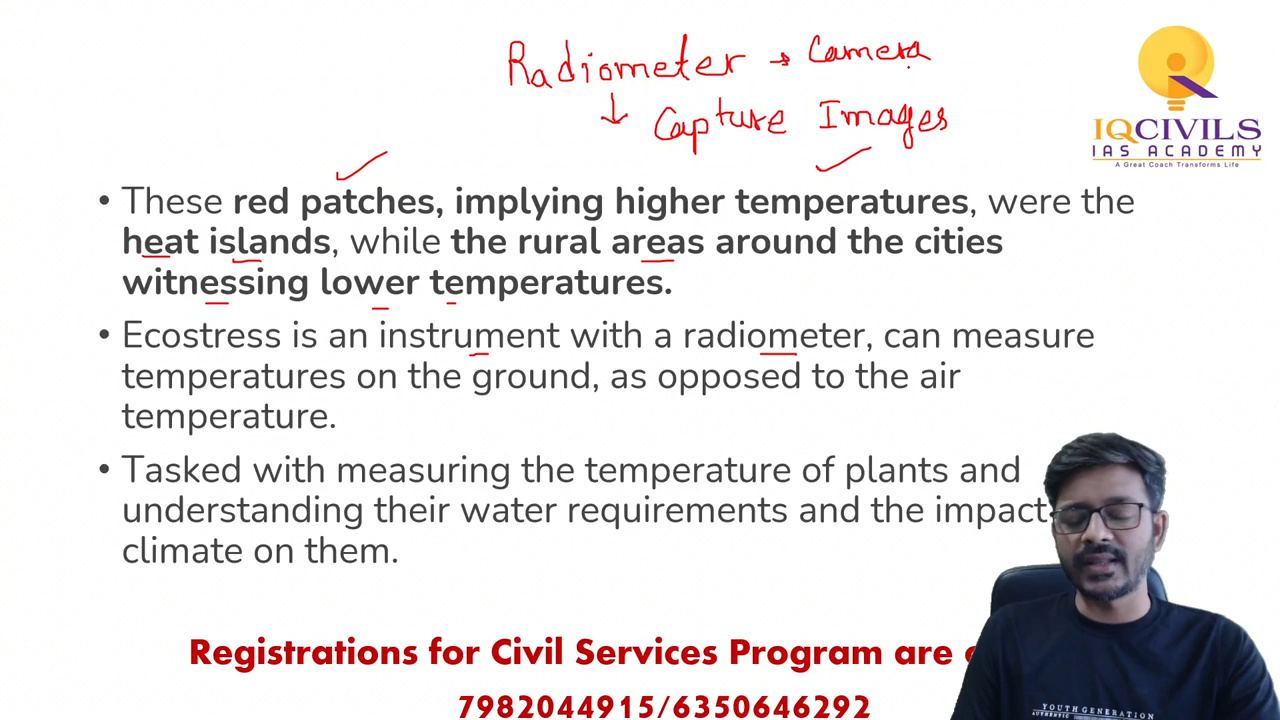 Radiometer → Camera
↓ Capture Images
IQCIVILS
IAS ACADEMY
A Great Coach Transforms Life
• These red patches, implying higher temperatures, were the
heat islands, while the rural areas around the cities
witnessing lower temperatures.
• Ecostress is an instrument with a radiometer, can measure
temperatures on the ground, as opposed to the air
temperature.
• Tasked with measuring the temperature of plants and
understanding their water requirements and the impact
climate on them.
Registrations for Civil Services Program are
7982044915/6350646292
YOUTH GENERATION